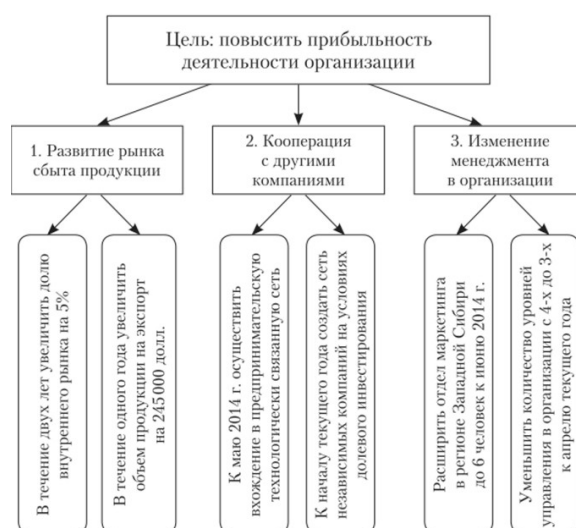 Цель: повысить прибыльность
деятельности организации
1. Развитие рынка
сбыта продукции
2. Кооперация
с другими
компаниями
3. Изменение
менеджмента
в организации
В течение двух лет увеличить долю
внутреннего рынка на 5%
В течение одного года увеличить
объем продукции на экспорт
на 245 000 долл.
К маю 2014 г. осуществить
вхождение в предпринимательскую
технологически связанную сеть
К началу текущего года создать сеть
независимых компаний на условиях
долевого инвестирования
Расширить отдел маркетинга
в регионе Западной Сибири
до 6 человек к июню 2014 г.
Уменьшить количество уровней
управления в организации с 4-х до 3-х
к апрелю текущего года